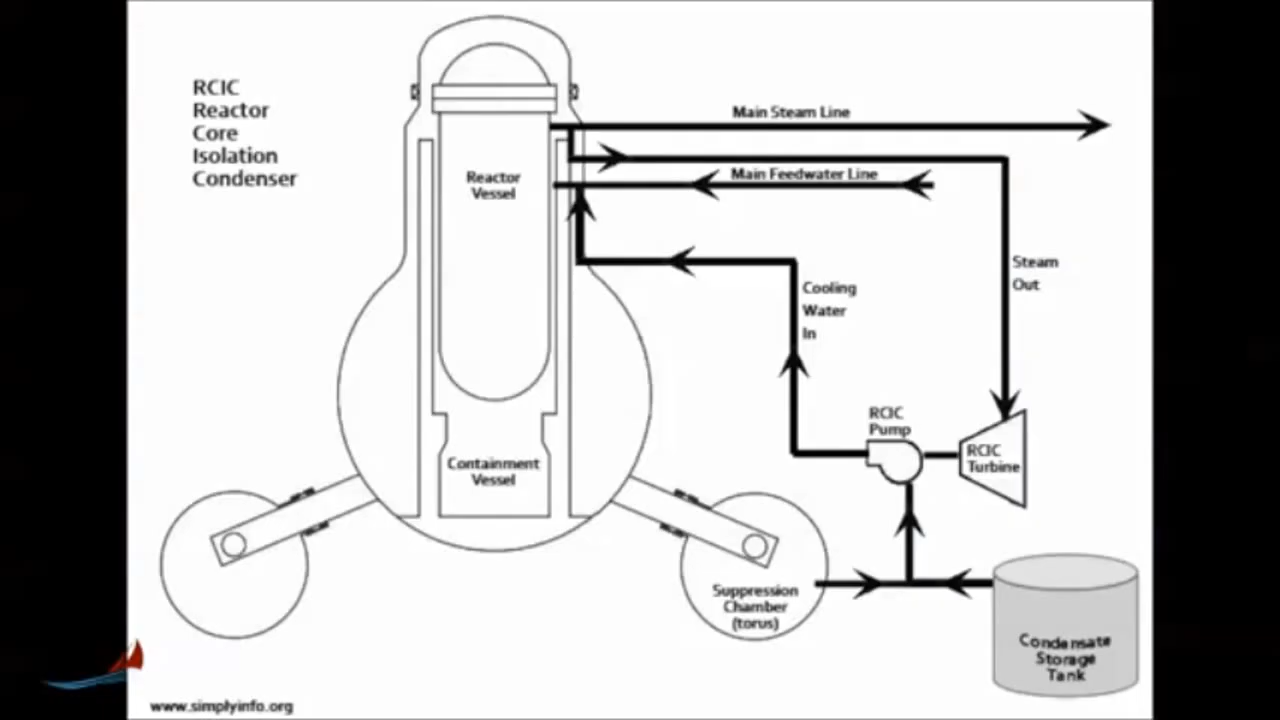 RCIC
Reactor
Core
Isolation
Condenser
Main Steam Line
Reactor
Vessel
Main Feedwater Line
Steam
Out
Cooling
Water
In
RCIC
Pump
RCIC
Turbine
Containment
Vessel
Suppression
Chamber
(torus)
Condensate
Storage
Tank
www.simplyinfo.org